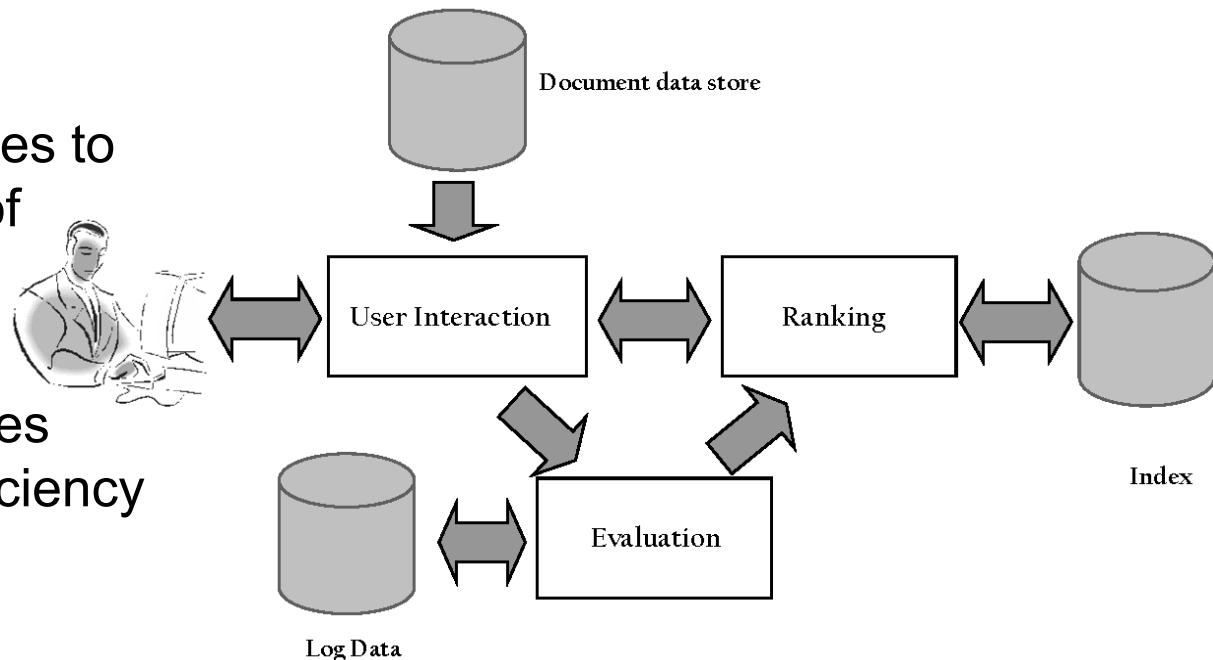 Document data store
es to
of
User Interaction
Ranking
es
ciency
Index
Evaluation
Log Data